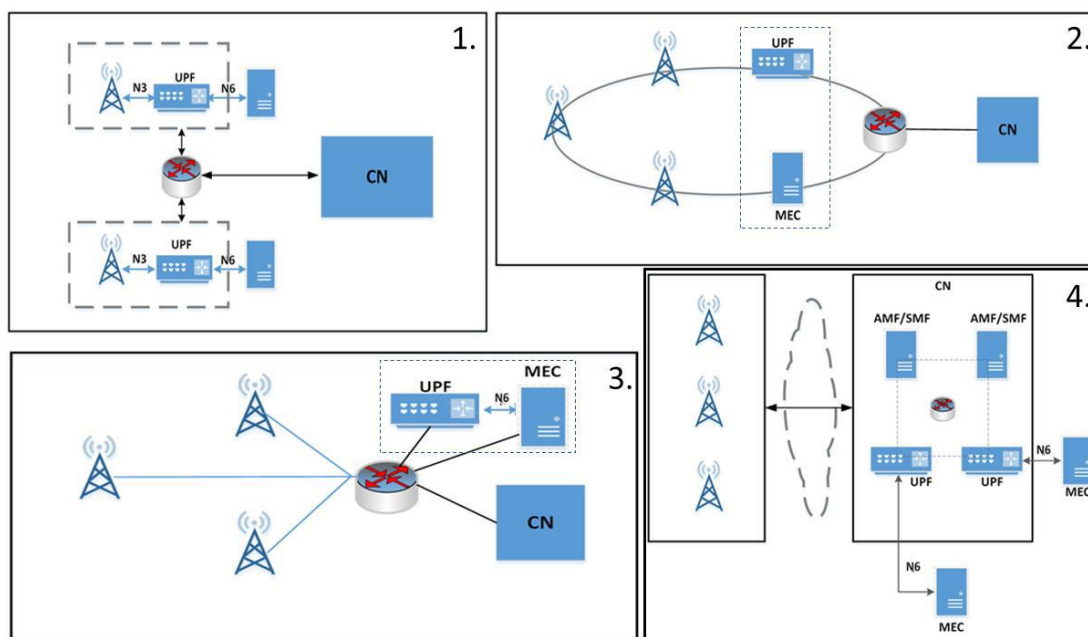 1.
UPF
N3
N6
CN
UPF
N3
N6
2.
UPF
CN
MEC
3.
MEC
UPF
N6
CN
4.
CN
AMF/SMF AMF/SMF
N6
UPF UPF
MEC
N6
MEC